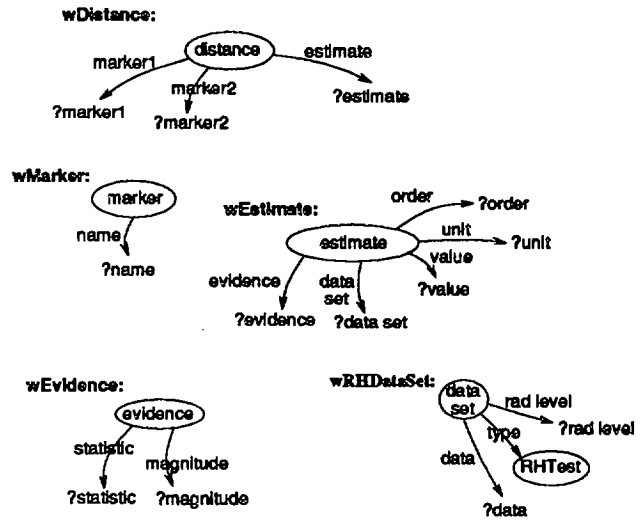 wDistance:
distance
marker1
marker2
estimate
?marker1
?marker2
?estimate
wMarker:
marker
name
?name
wEstimate:
estimate
order
?order
unit
?unit
value
?value
evidence
?evidence
data
set
?data set
wEvidence:
evidence
statistic
magnitude
?statistic
?magnitude
wRHDataSet:
data
set
rad level
?rad level
type
RHTest
data
?data